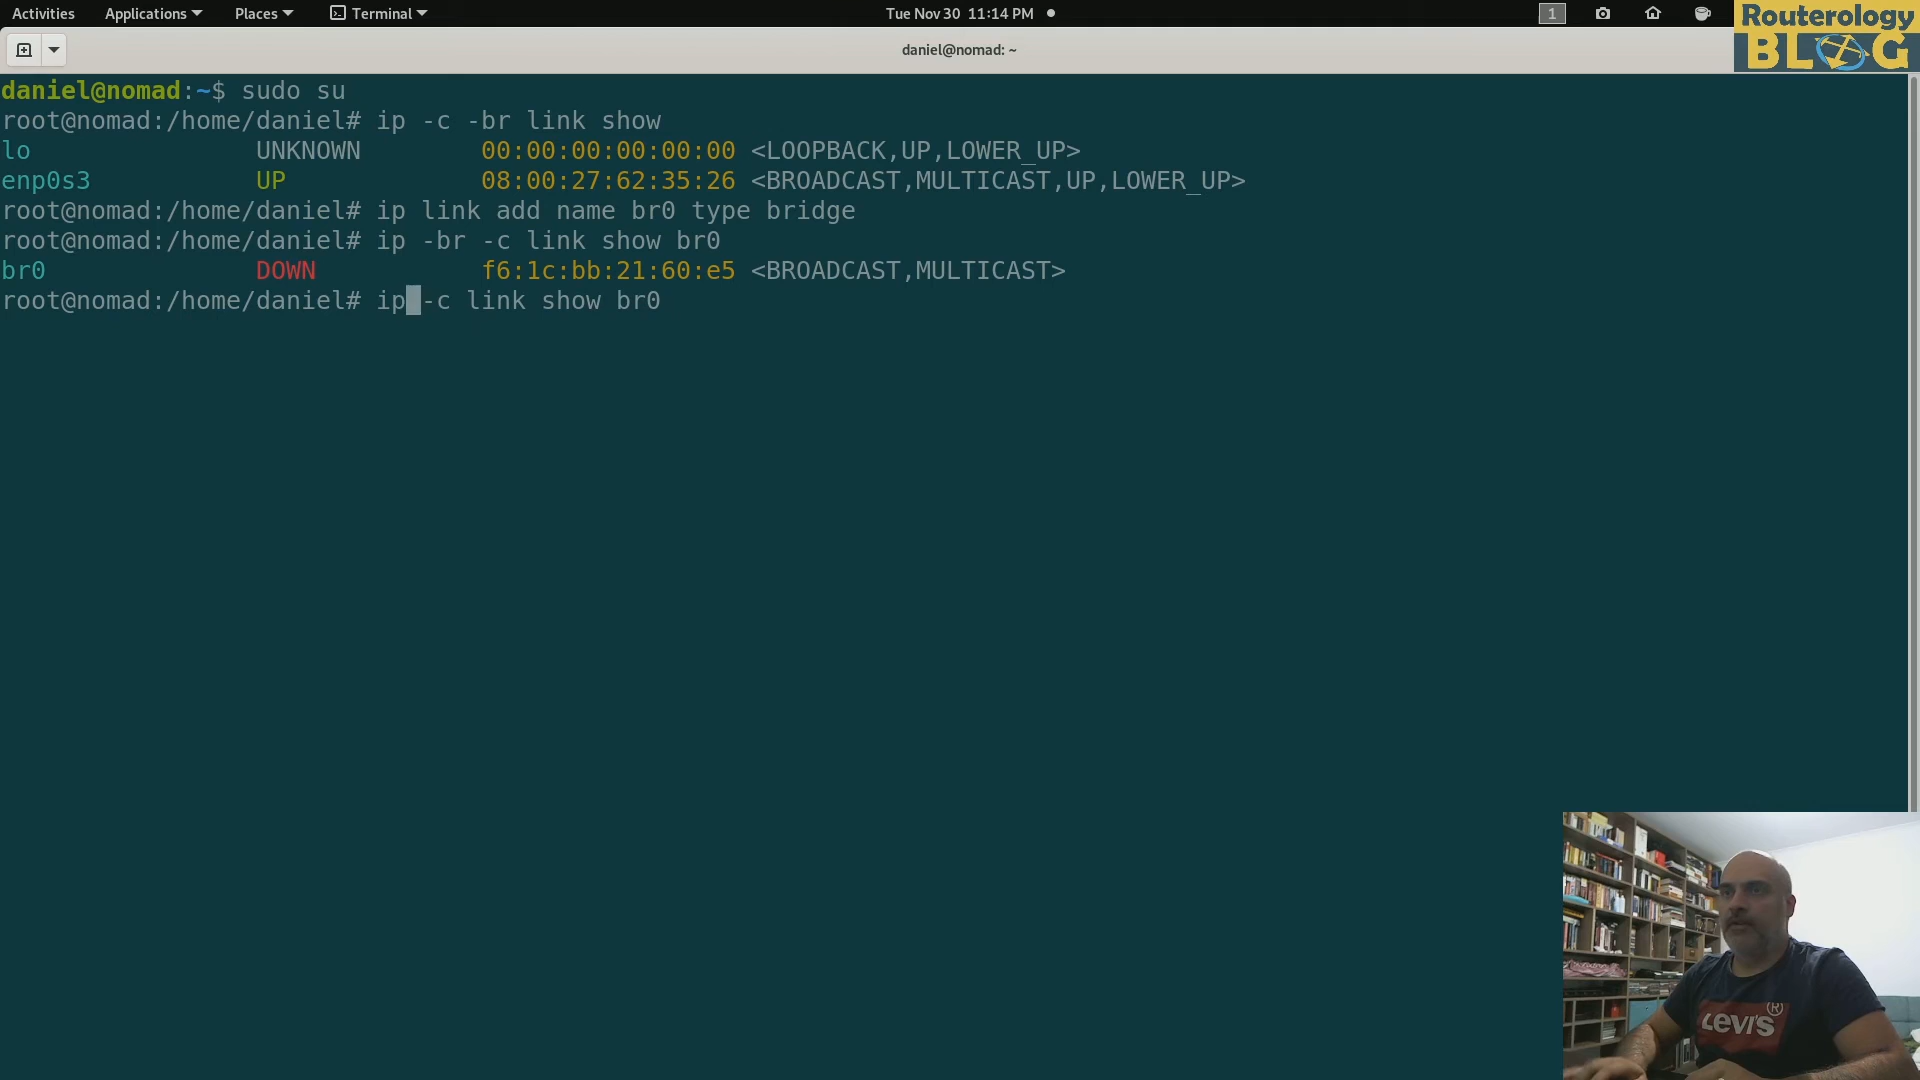 Activities Applications Places Terminal Tue Nov 30 11:14 PM 1
Routerology
BLOG
daniel@nomad: ~
daniel@nomad:~$ sudo su
root@nomad:/home/daniel# ip -c -br link show
lo UNKNOWN 00:00:00:00:00:00 <LOOPBACK,UP,LOWER_UP>
enp0s3 UP 08:00:27:62:35:26 <BROADCAST,MULTICAST,UP,LOWER_UP>
root@nomad:/home/daniel# ip link add name br0 type bridge
root@nomad:/home/daniel# ip -br -c link show br0
br0 DOWN f6:1c:bb:21:60:e5 <BROADCAST,MULTICAST>
root@nomad:/home/daniel# ip -c link show br0
Levi's®